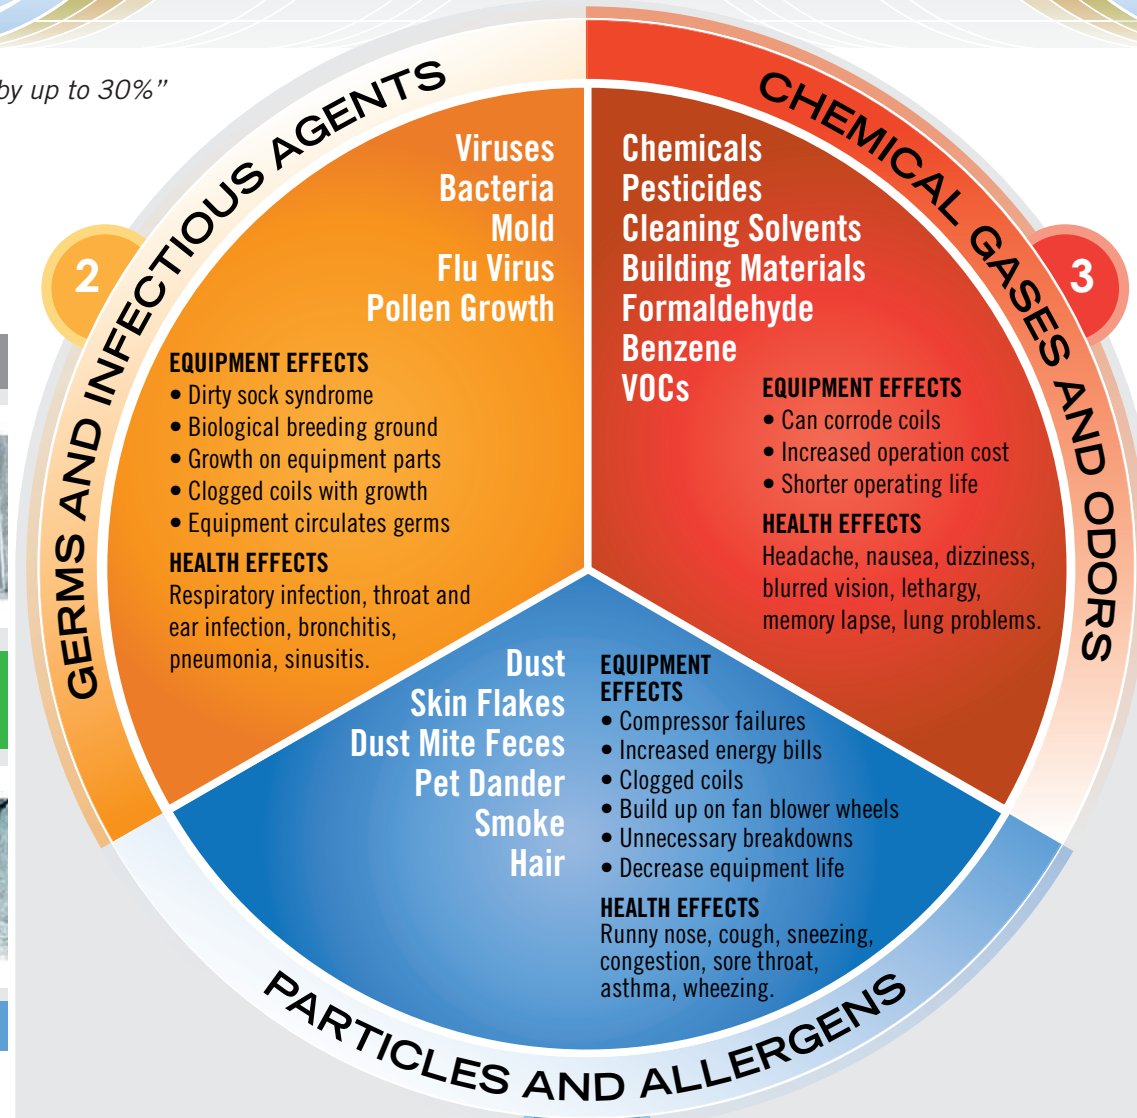 by up to 30%”
GERMS AND INFECTIOUS AGENTS
2
Viruses
Bacteria
Mold
Flu Virus
Pollen Growth
EQUIPMENT EFFECTS
• Dirty sock syndrome
• Biological breeding ground
• Growth on equipment parts
• Clogged coils with growth
• Equipment circulates germs
HEALTH EFFECTS
Respiratory infection, throat and
ear infection, bronchitis,
pneumonia, sinusitis.
CHEMICAL GASES AND ODORS
3
Chemicals
Pesticides
Cleaning Solvents
Building Materials
Formaldehyde
Benzene
VOCs
EQUIPMENT EFFECTS
• Can corrode coils
• Increased operation cost
• Shorter operating life
HEALTH EFFECTS
Headache, nausea, dizziness,
blurred vision, lethargy,
memory lapse, lung problems.
Dust
Skin Flakes
Dust Mite Feces
Pet Dander
Smoke
Hair
EQUIPMENT
EFFECTS
• Compressor failures
• Increased energy bills
• Clogged coils
• Build up on fan blower wheels
• Unnecessary breakdowns
• Decrease equipment life
HEALTH EFFECTS
Runny nose, cough, sneezing,
congestion, sore throat,
asthma, wheezing.
PARTICLES AND ALLERGENS